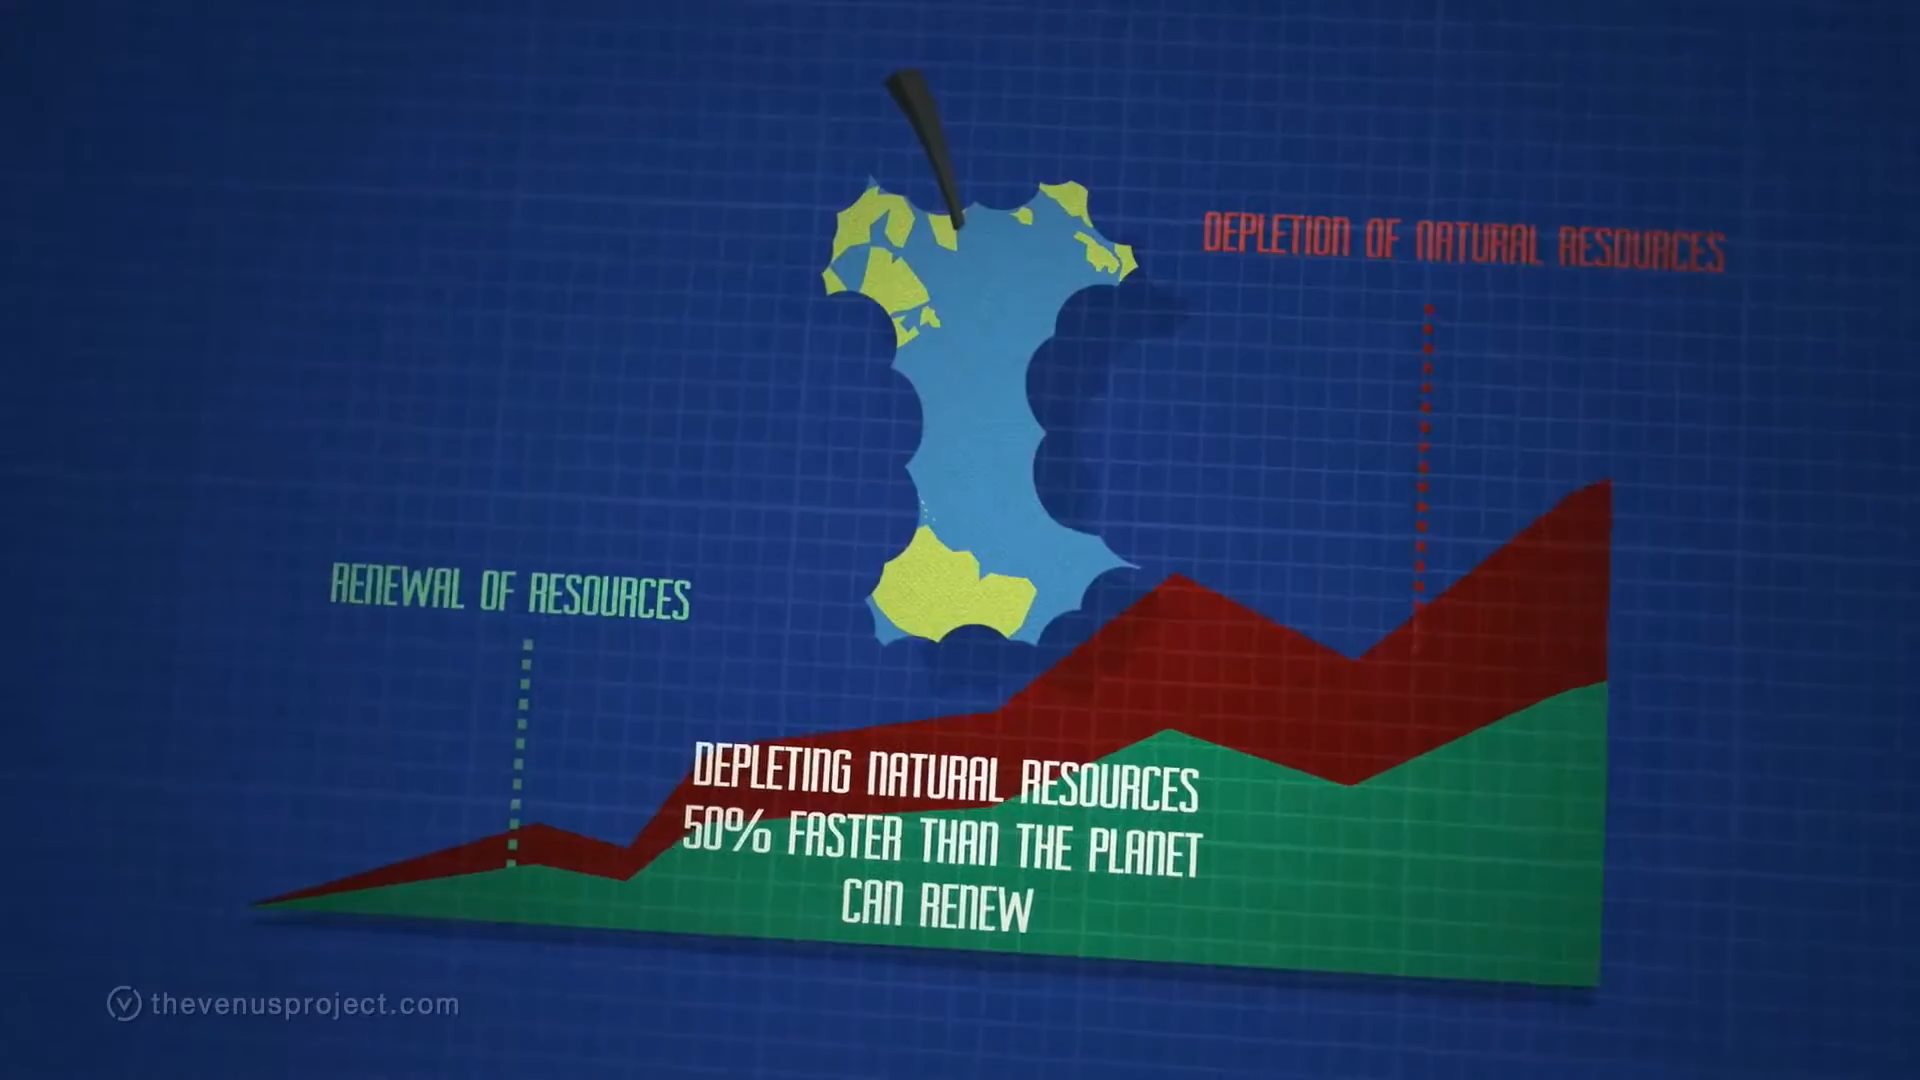 DEPLETION OF NATURAL RESOURCES
RENEWAL OF RESOURCES
DEPLETING NATURAL RESOURCES
50% FASTER THAN THE PLANET
CAN RENEW
thevenusproject.com